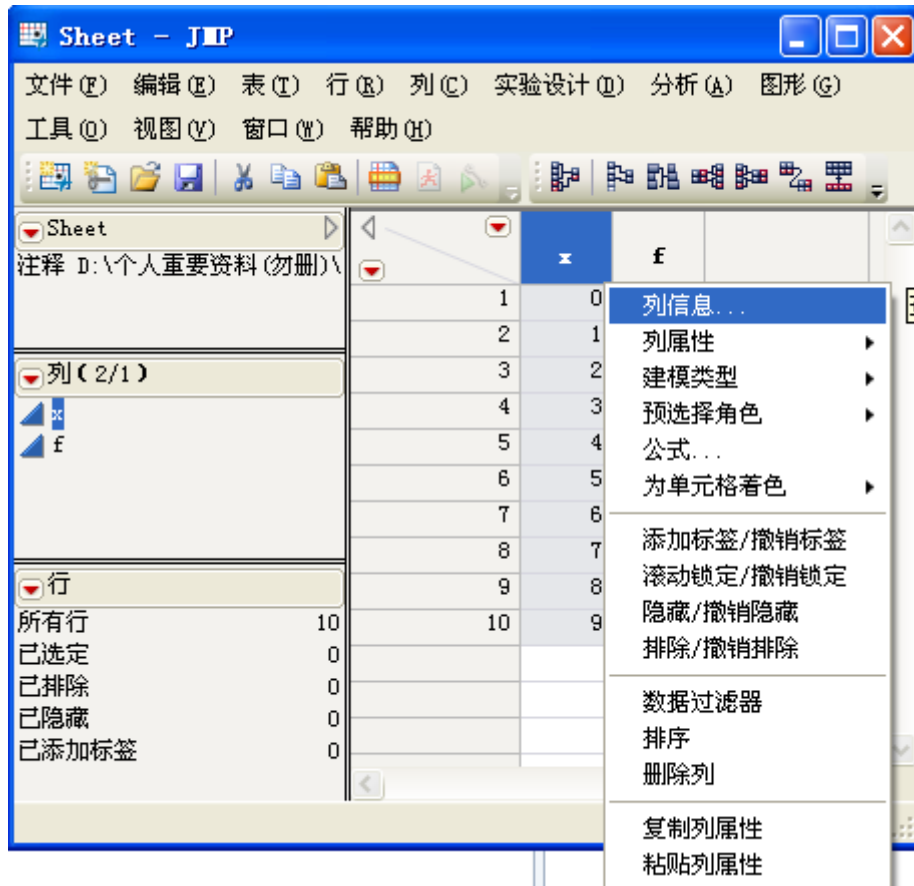 Sheet - JMP
文件(F) 编辑(E) 表(T) 行(R) 列(C) 实验设计(D) 分析(A) 图形(G)
工具(O) 视图(V) 窗口(W) 帮助(H)
Sheet
注释 D:\个人重要资料(勿删)\
列(2/1)
x
f
行
所有行 10
已选定 0
已排除 0
已隐藏 0
已添加标签 0
x f
1 0
2 1
3 2
4 3
5 4
6 5
7 6
8 7
9 8
10 9
列信息...
列属性
建模类型
预选择角色
公式...
为单元格着色
添加标签/撤销标签
滚动锁定/撤销锁定
隐藏/撤销隐藏
排除/撤销排除
数据过滤器
排序
删除列
复制列属性
粘贴列属性